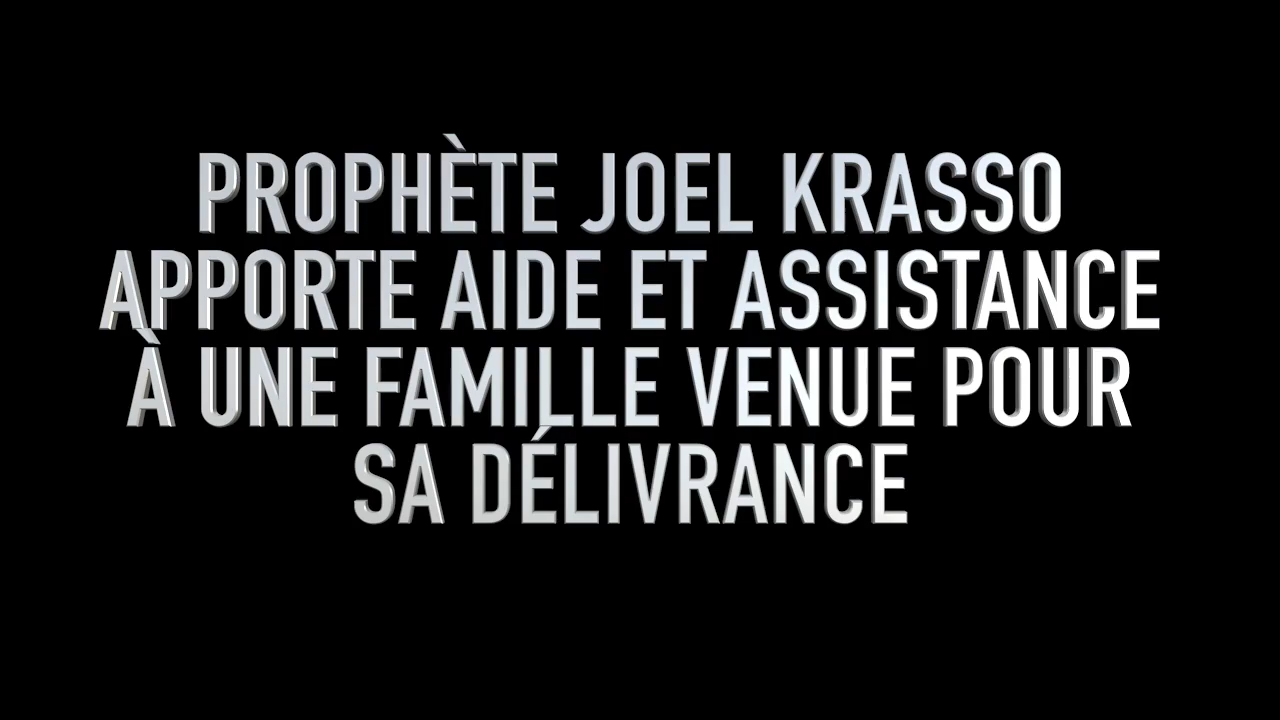 PROPHÈTE JOEL KRASSO
APPORTE AIDE ET ASSISTANCE
À UNE FAMILLE VENUE POUR
SA DÉLIVRANCE